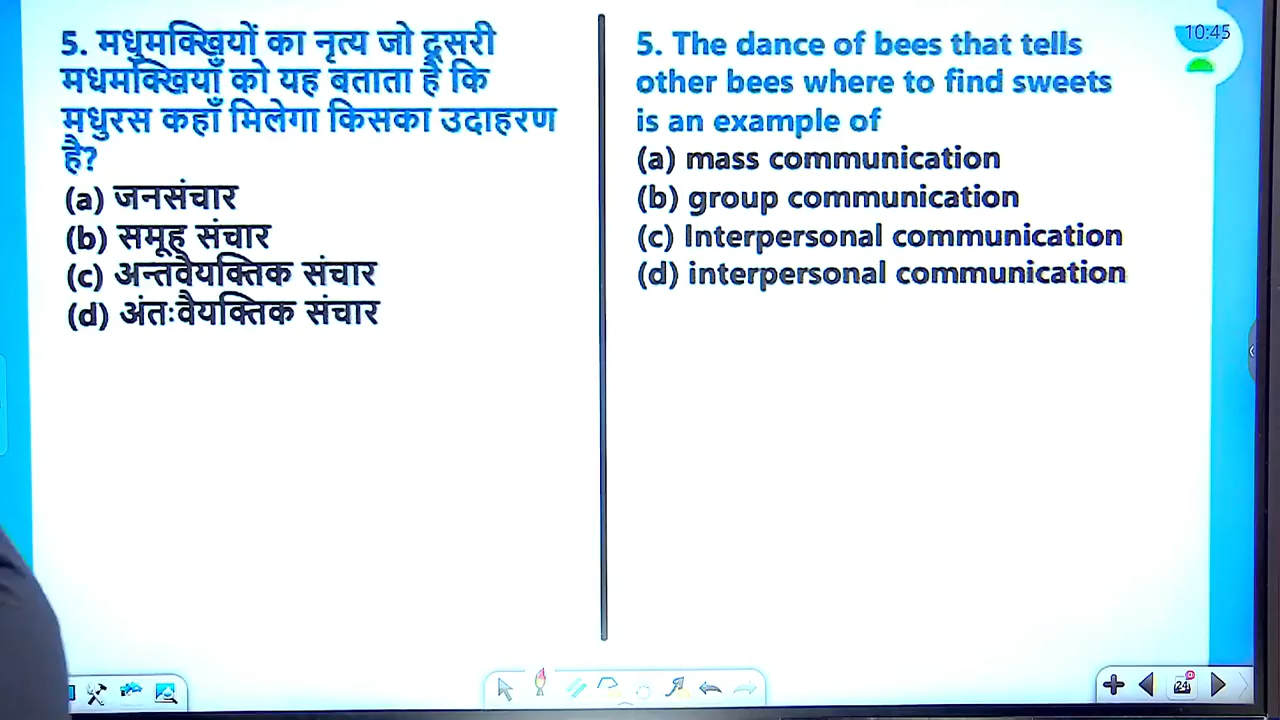 5. मधुमक्खियों का नृत्य जो दूसरी
मधमक्खियाँ को यह बताता है कि
मधुरस कहाँ मिलेगा किसका उदाहरण
है?
(a) जनसंचार
(b) समूह संचार
(c) अन्तवैयक्तिक संचार
(d) अंतःवैयक्तिक संचार
5. The dance of bees that tells
other bees where to find sweets
is an example of
(a) mass communication
(b) group communication
(c) Interpersonal communication
(d) interpersonal communication
10:45
24